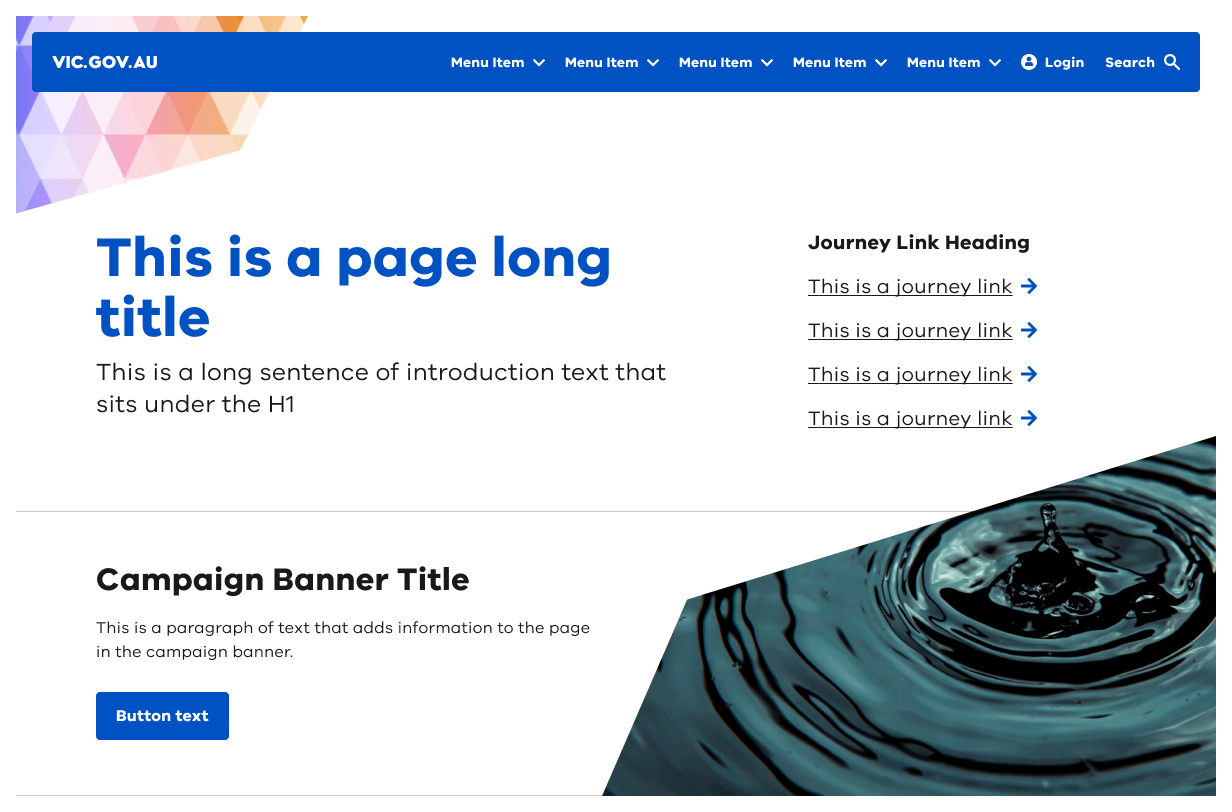 VIC.GOV.AU Menu Item Menu Item Menu Item Menu Item Menu Item Login Search
This is a page long
title
This is a long sentence of introduction text that
sits under the H1
Journey Link Heading
This is a journey link
This is a journey link
This is a journey link
This is a journey link
Campaign Banner Title
This is a paragraph of text that adds information to the page
in the campaign banner.
Button text